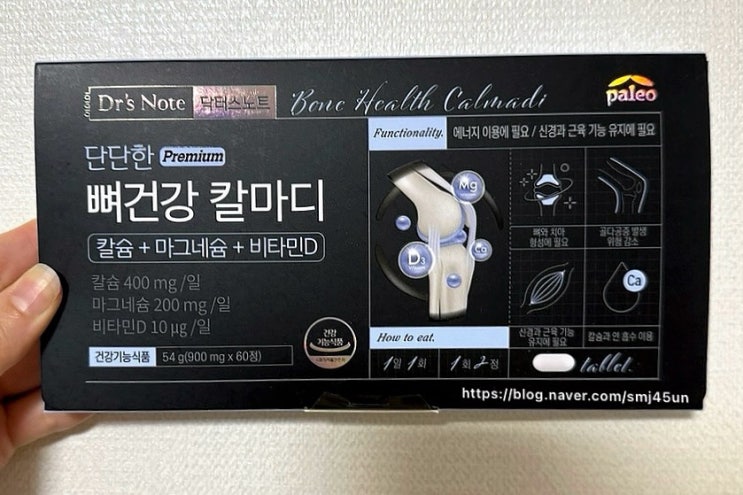 Dr's Note 닥터스노트
Bone Health Calmadi
paleo
단단한 Premium
뼈건강 칼마디
칼슘 + 마그네슘 + 비타민D
칼슘 400 mg /일
마그네슘 200 mg /일
비타민D 10 µg /일
건강기능식품 54 g(900 mg x 60정)
건강
기능식품
Functionality.
에너지 이용에 필요 / 신경과 근육 기능 유지에 필요
Mg
D3
Ca
뼈와 치아
형성에 필요
골다공증 발생
위험 감소
Ca
신경과 근육 기능
유지에 필요
칼슘과 인 흡수 이용
How to eat.
1일 1회
1회 2정
tablet.
https://blog.naver.com/smj45un